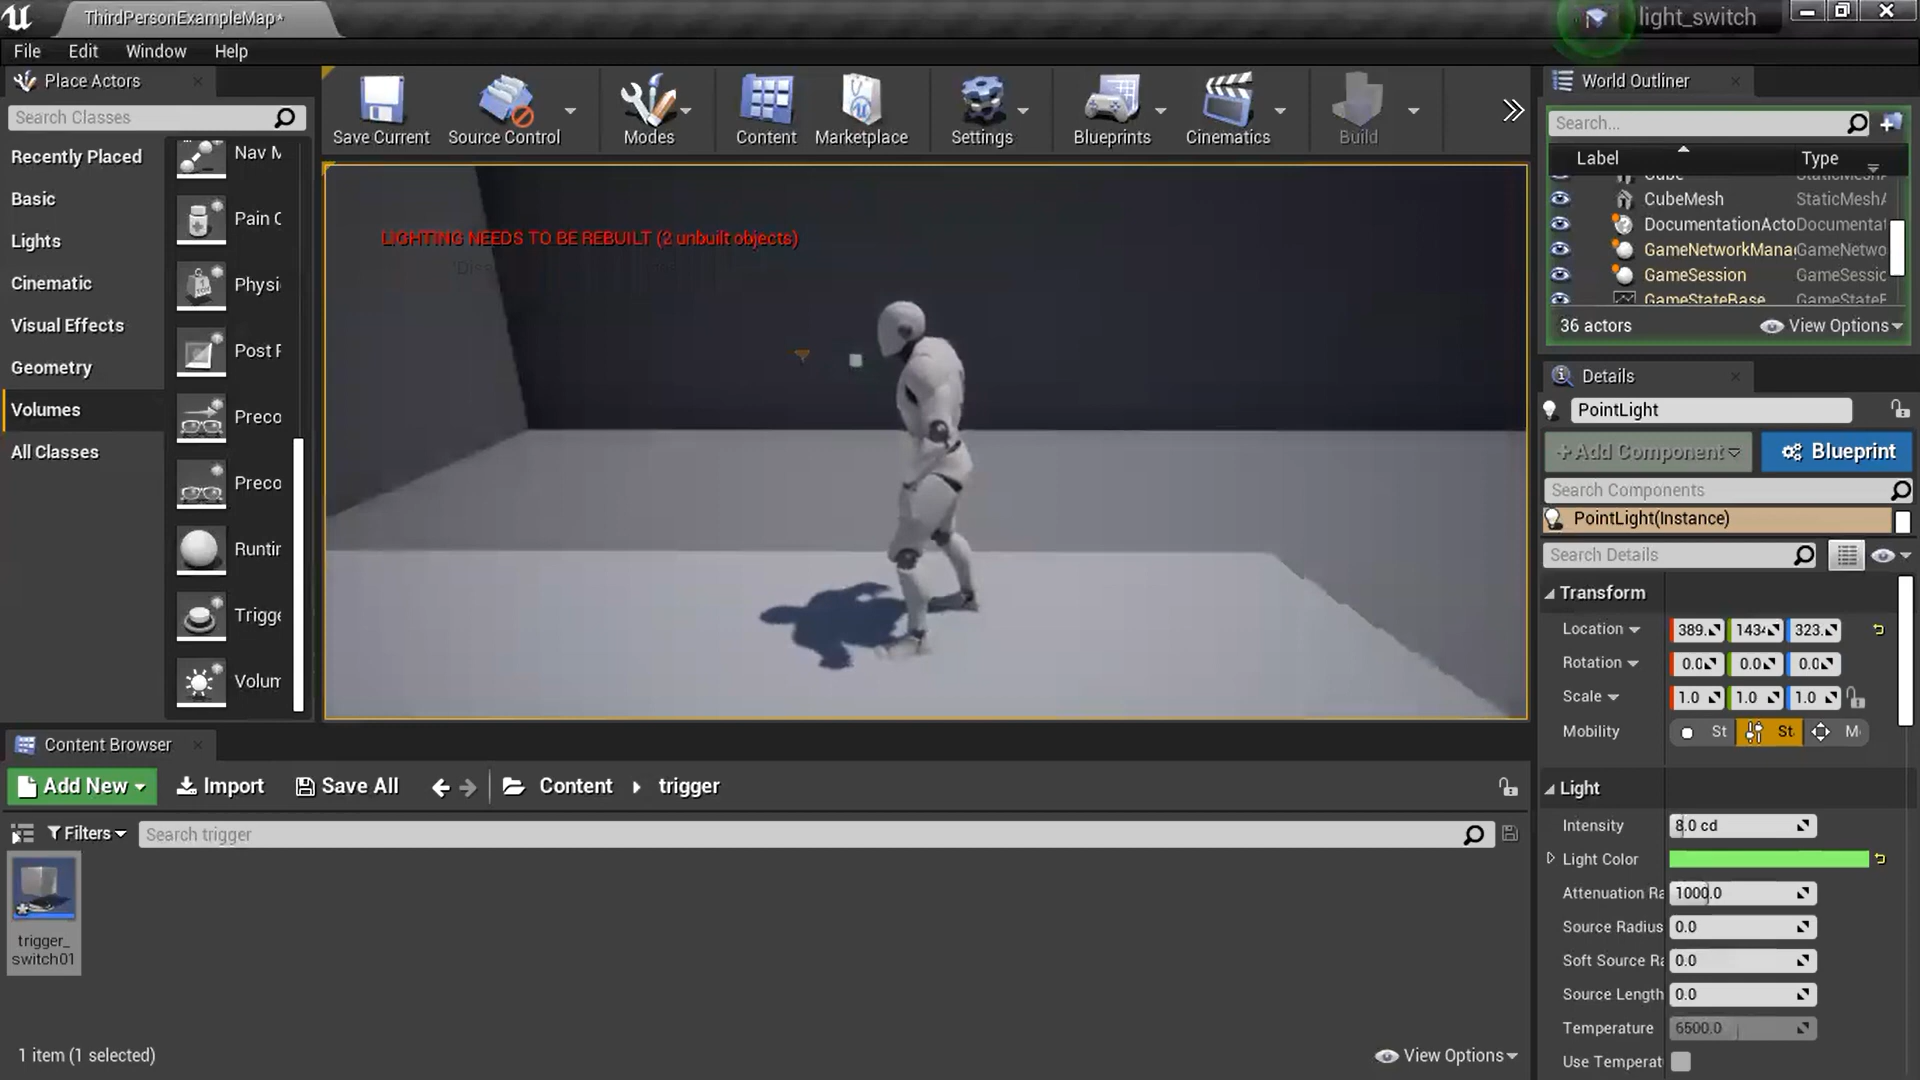 ThirdPersonExampleMap*
light_switch
File Edit Window Help
Place Actors
Search Classes
Recently Placed
Basic
Lights
Cinematic
Visual Effects
Geometry
Volumes
All Classes
Nav M
Pain C
Physi
Post F
Preco
Preco
Runtir
Trigge
Volum
Save Current
Source Control
Modes
Content
Marketplace
Settings
Blueprints
Cinematics
Build
LIGHTING NEEDS TO BE REBUILT (2 unbuilt objects)
World Outliner
Search...
Label Type
Cube StaticMeshA
CubeMesh StaticMeshA
DocumentationActo Documentat
GameNetworkMana GameNetwo
GameSession GameSessic
GameStateBase GameStateE
36 actors View Options
Details
PointLight
+Add Component Blueprint
Search Components
PointLight(Instance)
Search Details
Transform
Location 389. 1434 323.
Rotation 0.0 0.0 0.0
Scale 1.0 1.0 1.0
Mobility St St M
Light
Intensity 8.0 cd
Light Color
Attenuation Ra 1000.0
Source Radius 0.0
Soft Source Ra 0.0
Source Length 0.0
Temperature 6500.0
Use Temperat
Content Browser
Add New Import Save All Content trigger
Filters Search trigger
trigger_
switch01
1 item (1 selected)
View Options